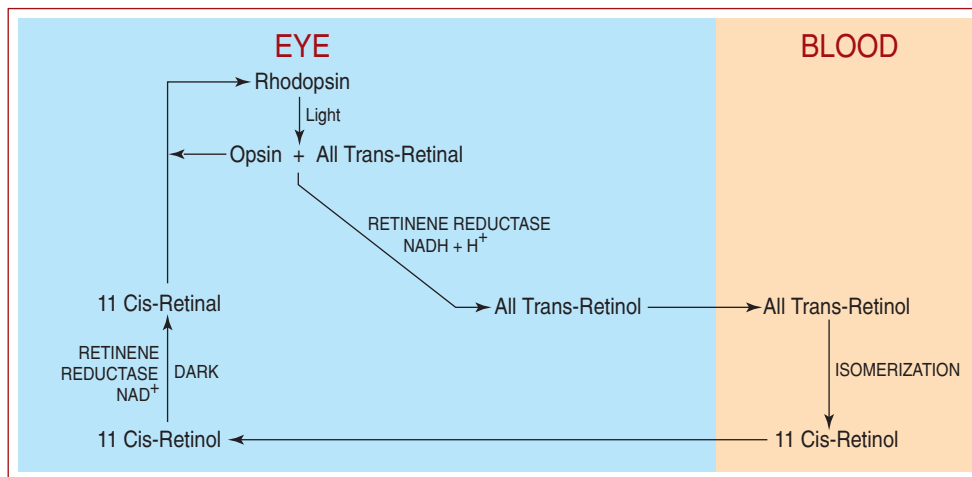 EYE
BLOOD
Rhodopsin
Light
Opsin + All Trans-Retinal
RETINENE REDUCTASE
NADH + H+
11 Cis-Retinal
All Trans-Retinol
All Trans-Retinol
RETINENE
REDUCTASE
NAD+
DARK
ISOMERIZATION
11 Cis-Retinol
11 Cis-Retinol